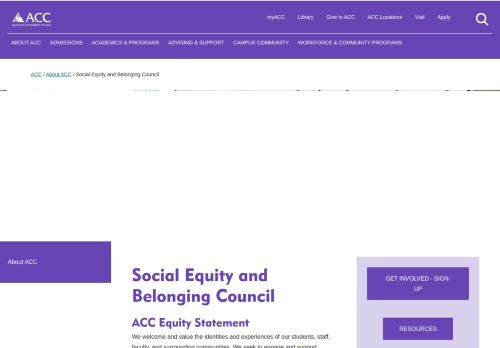 ACC
myACC Library Give to ACC ACC Locations Visit Apply
ABOUT ACC ADMISSIONS ACADEMICS & PROGRAMS ADVISING & SUPPORT CAMPUS COMMUNITY WORKFORCE & COMMUNITY PROGRAMS
ACC / About ACC / Social Equity and Belonging Council
About ACC
Social Equity and
Belonging Council
ACC Equity Statement
We welcome and value the identities and experiences of our students, staff,
faculty, and surrounding communities. We seek to engage and support
GET INVOLVED - SIGN-
UP
RESOURCES